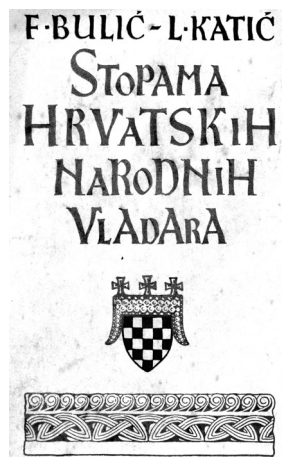 F·BULIĆ-L·KATIĆ
STOPAMA
HRVATSKIH
NARODNIH
VLADARA